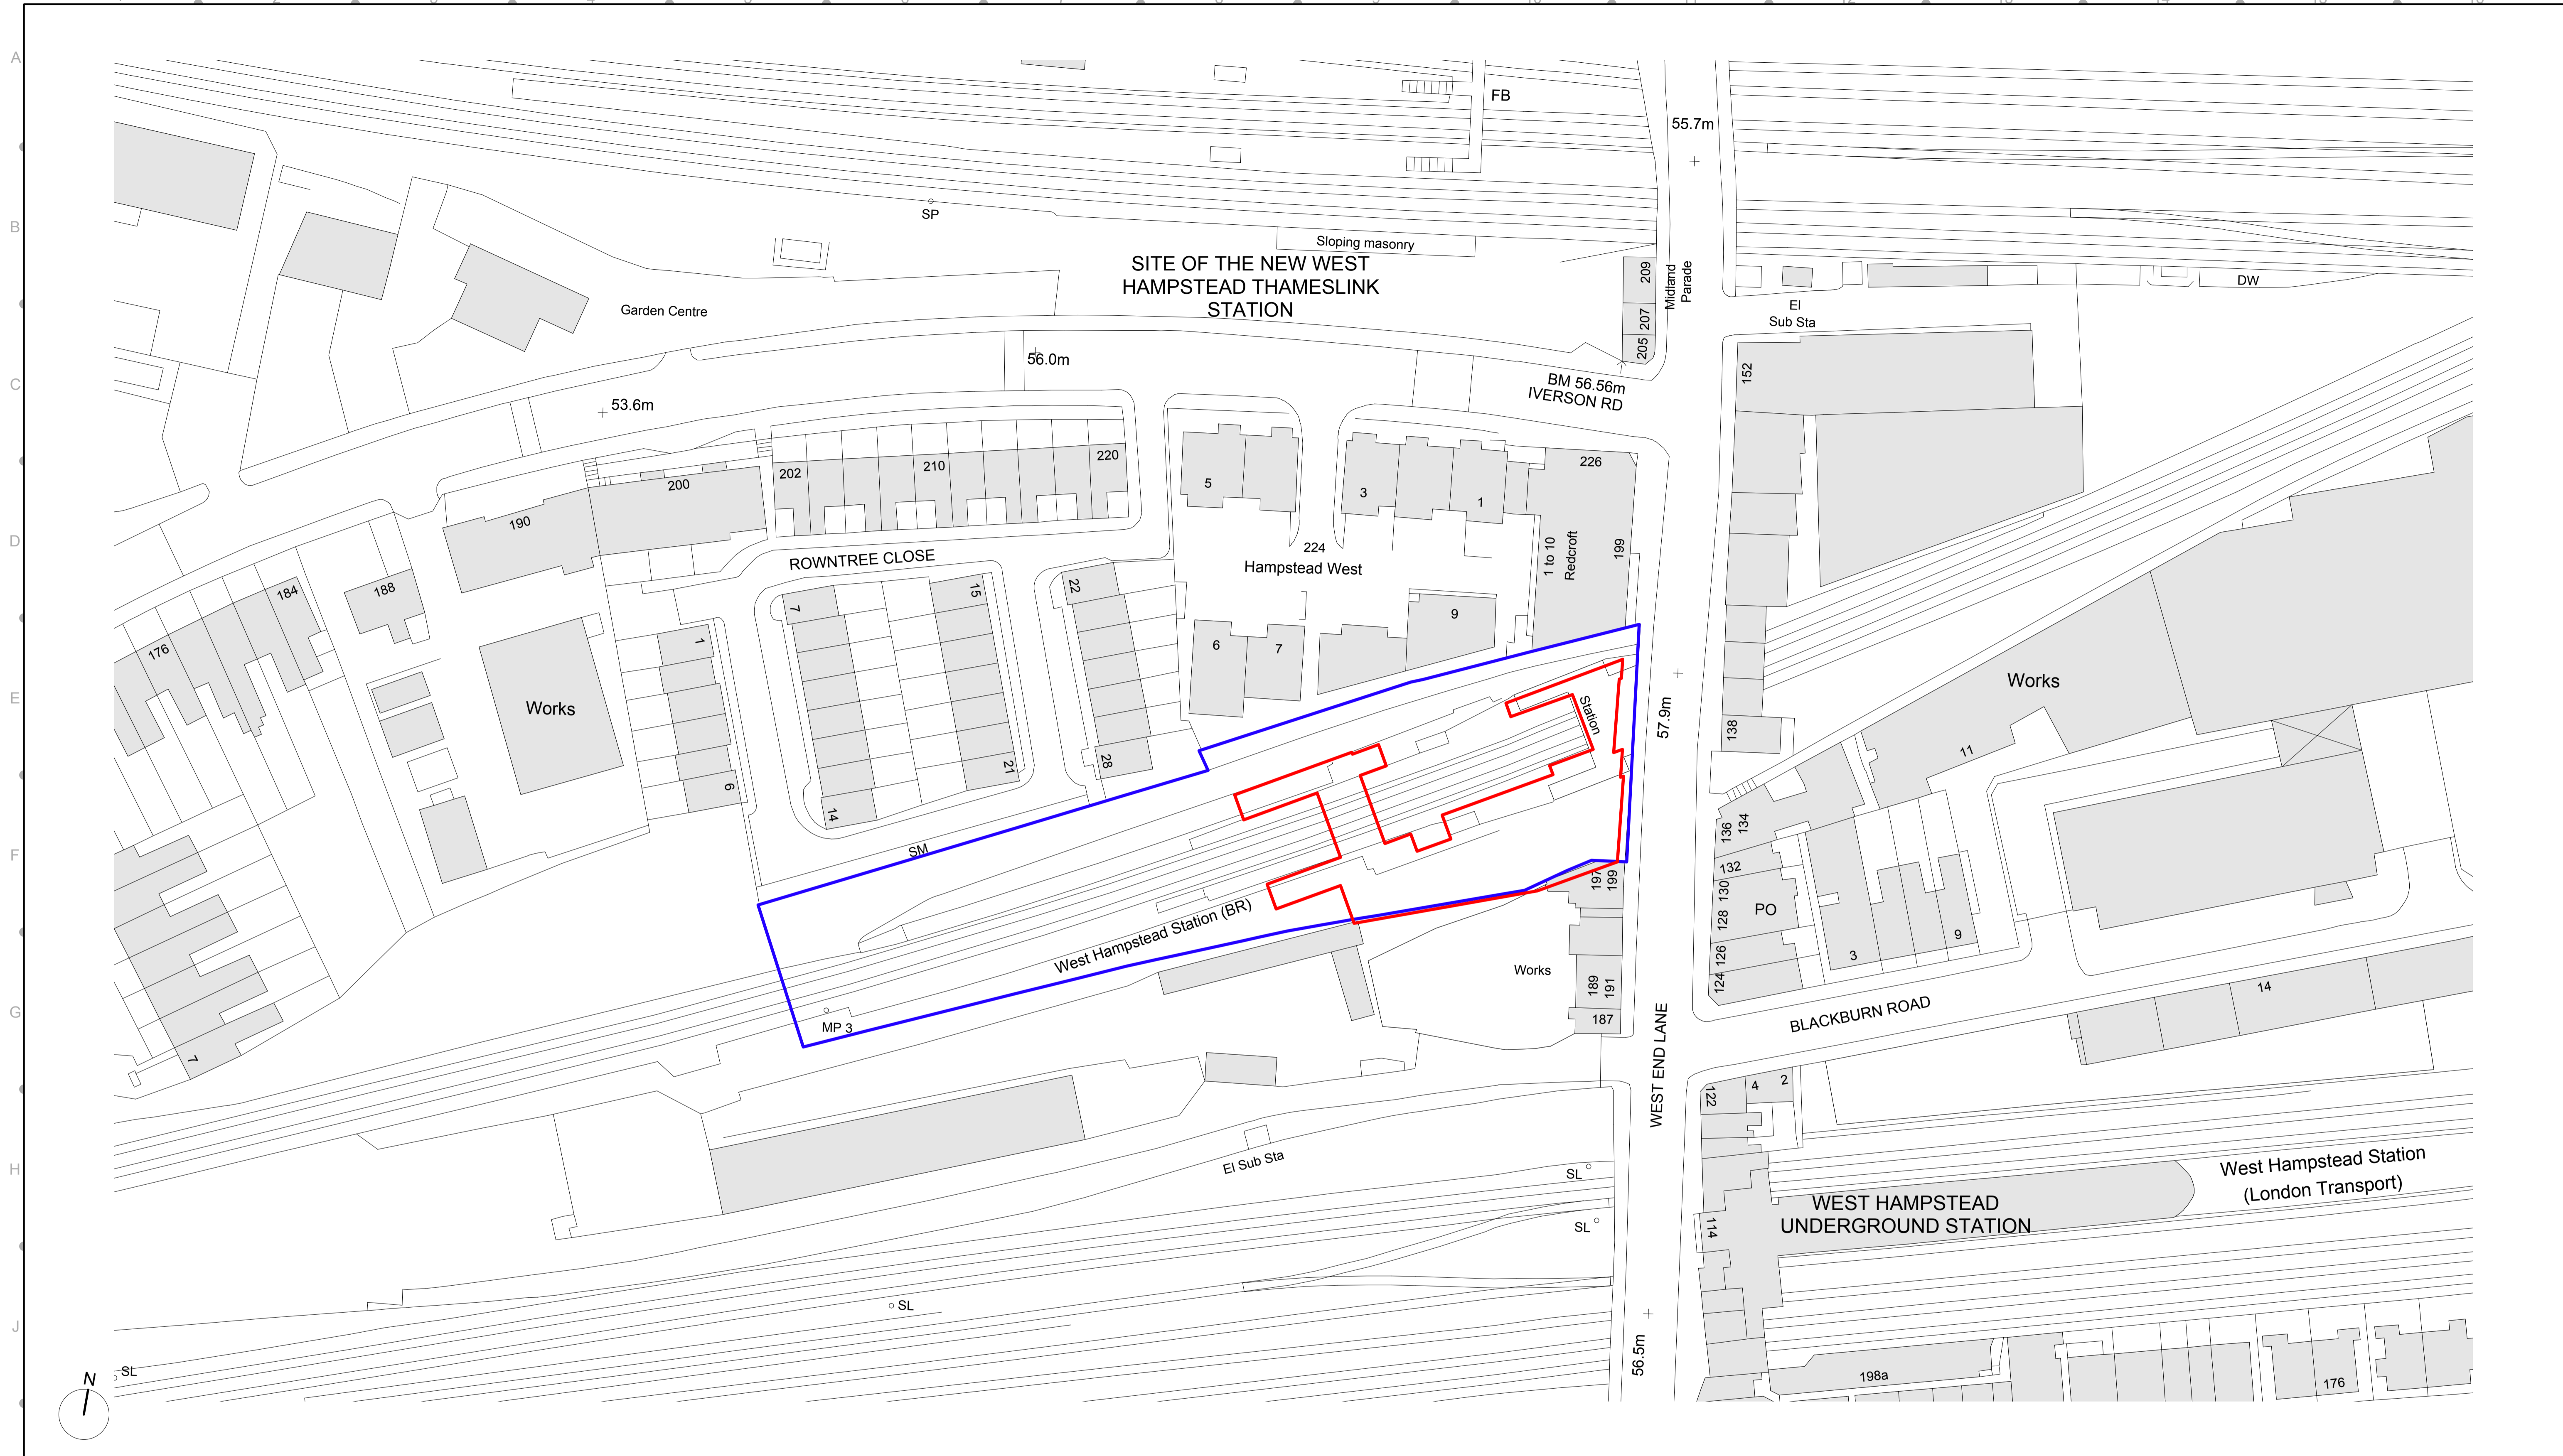 A
B
C
D
E
F
G
H
J
FB
55.7m
SP
Sloping masonry
SITE OF THE NEW WEST
HAMPSTEAD THAMESLINK
STATION
209
207
205
Midland
Parade
Garden Centre
El
Sub Sta
DW
56.0m
53.6m
BM 56.56m
IVERSON RD
152
202
210
220
200
190
5
3
1
226
ROWNTREE CLOSE
224
Hampstead West
1 to 10
Redcroft
199
184
188
176
7
15
22
1
6
7
9
Works
Works
Station
57.9m
138
11
28
21
14
6
SM
136
134
132
130
128
126
124
PO
3
9
197
199
West Hampstead Station (BR)
Works
189
191
187
MP 3
14
BLACKBURN ROAD
WEST END LANE
7
122
4
2
El Sub Sta
SL
SL
SL
SL
West Hampstead Station
(London Transport)
WEST HAMPSTEAD
UNDERGROUND STATION
114
56.5m
198a
176
N